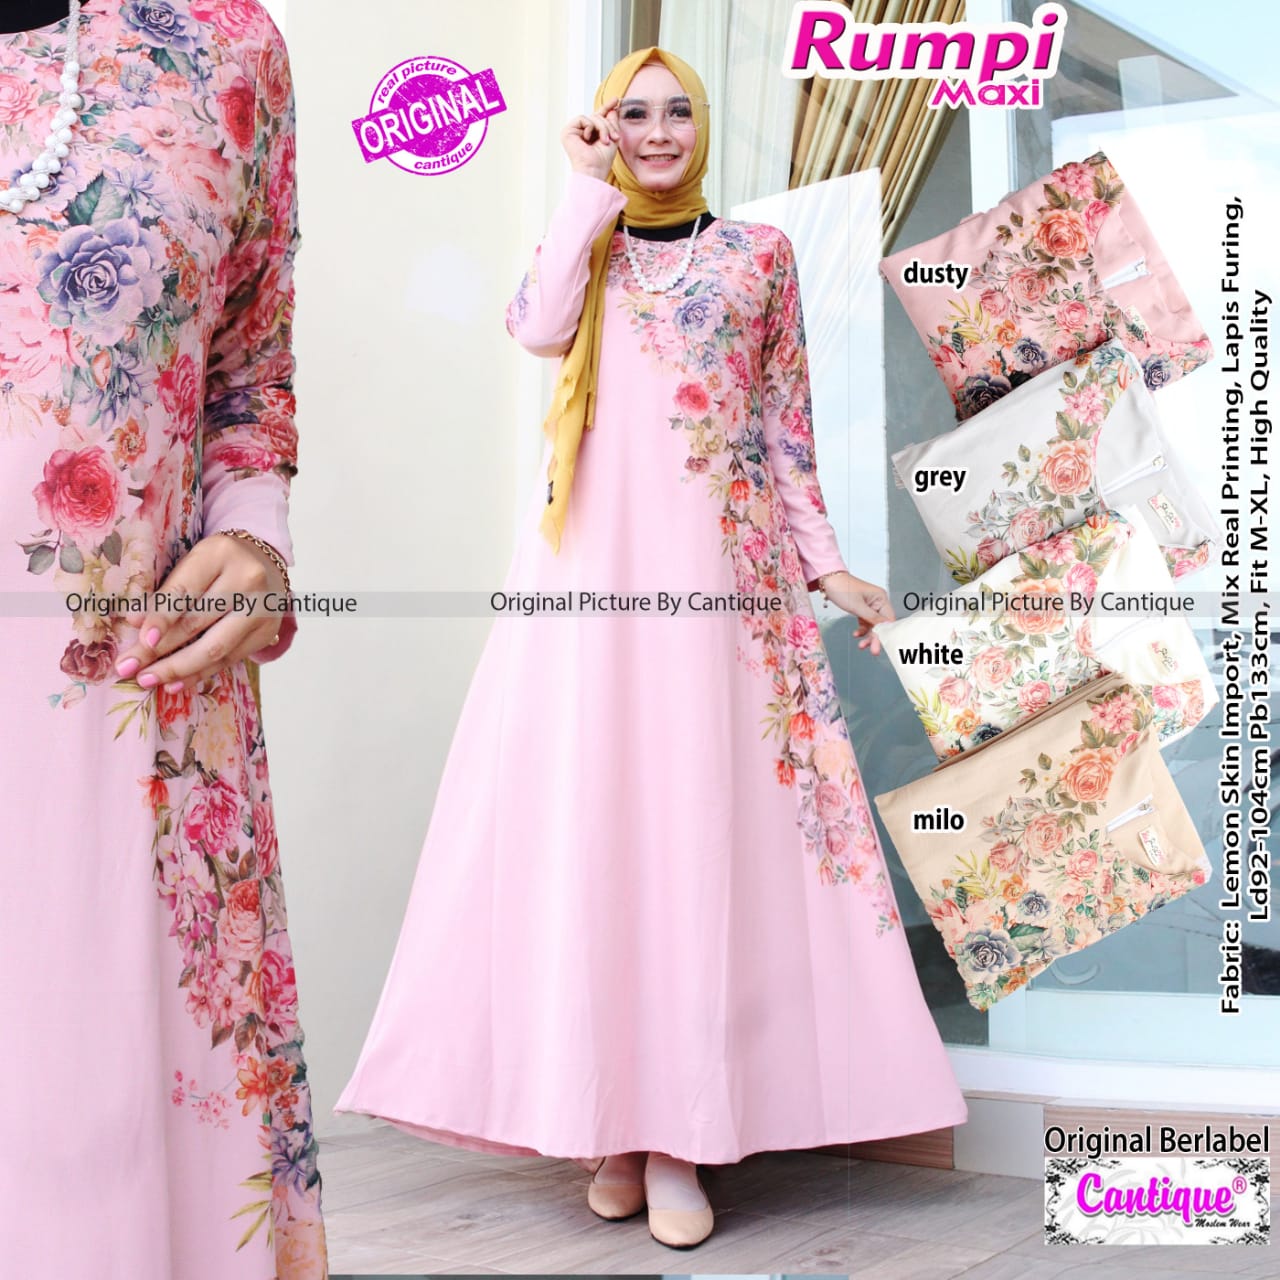 Rumpi
Maxi
real picture
ORIGINAL
cantique
dusty
grey
white
milo
Original Picture By Cantique
Original Picture By Cantique
Original Picture By Cantique
Fabric: Lemon Skin Import, Mix Real Printing, Lapis Furing,
Ld92-104cm Pb133cm, Fit M-XL, High Quality
Original Berlabel
Cantique®
Moslem Wear